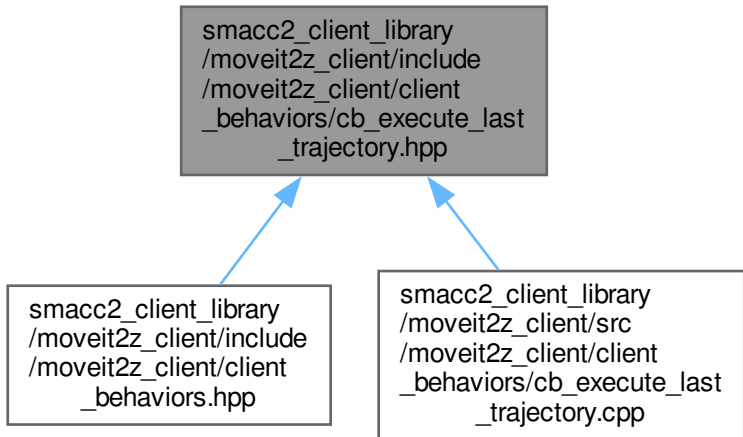 smacc2_client_library
/moveit2z_client/include
/moveit2z_client/client
_behaviors/cb_execute_last
_trajectory.hpp
smacc2_client_library
/moveit2z_client/include
/moveit2z_client/client
_behaviors.hpp
smacc2_client_library
/moveit2z_client/src
/moveit2z_client/client
_behaviors/cb_execute_last
_trajectory.cpp